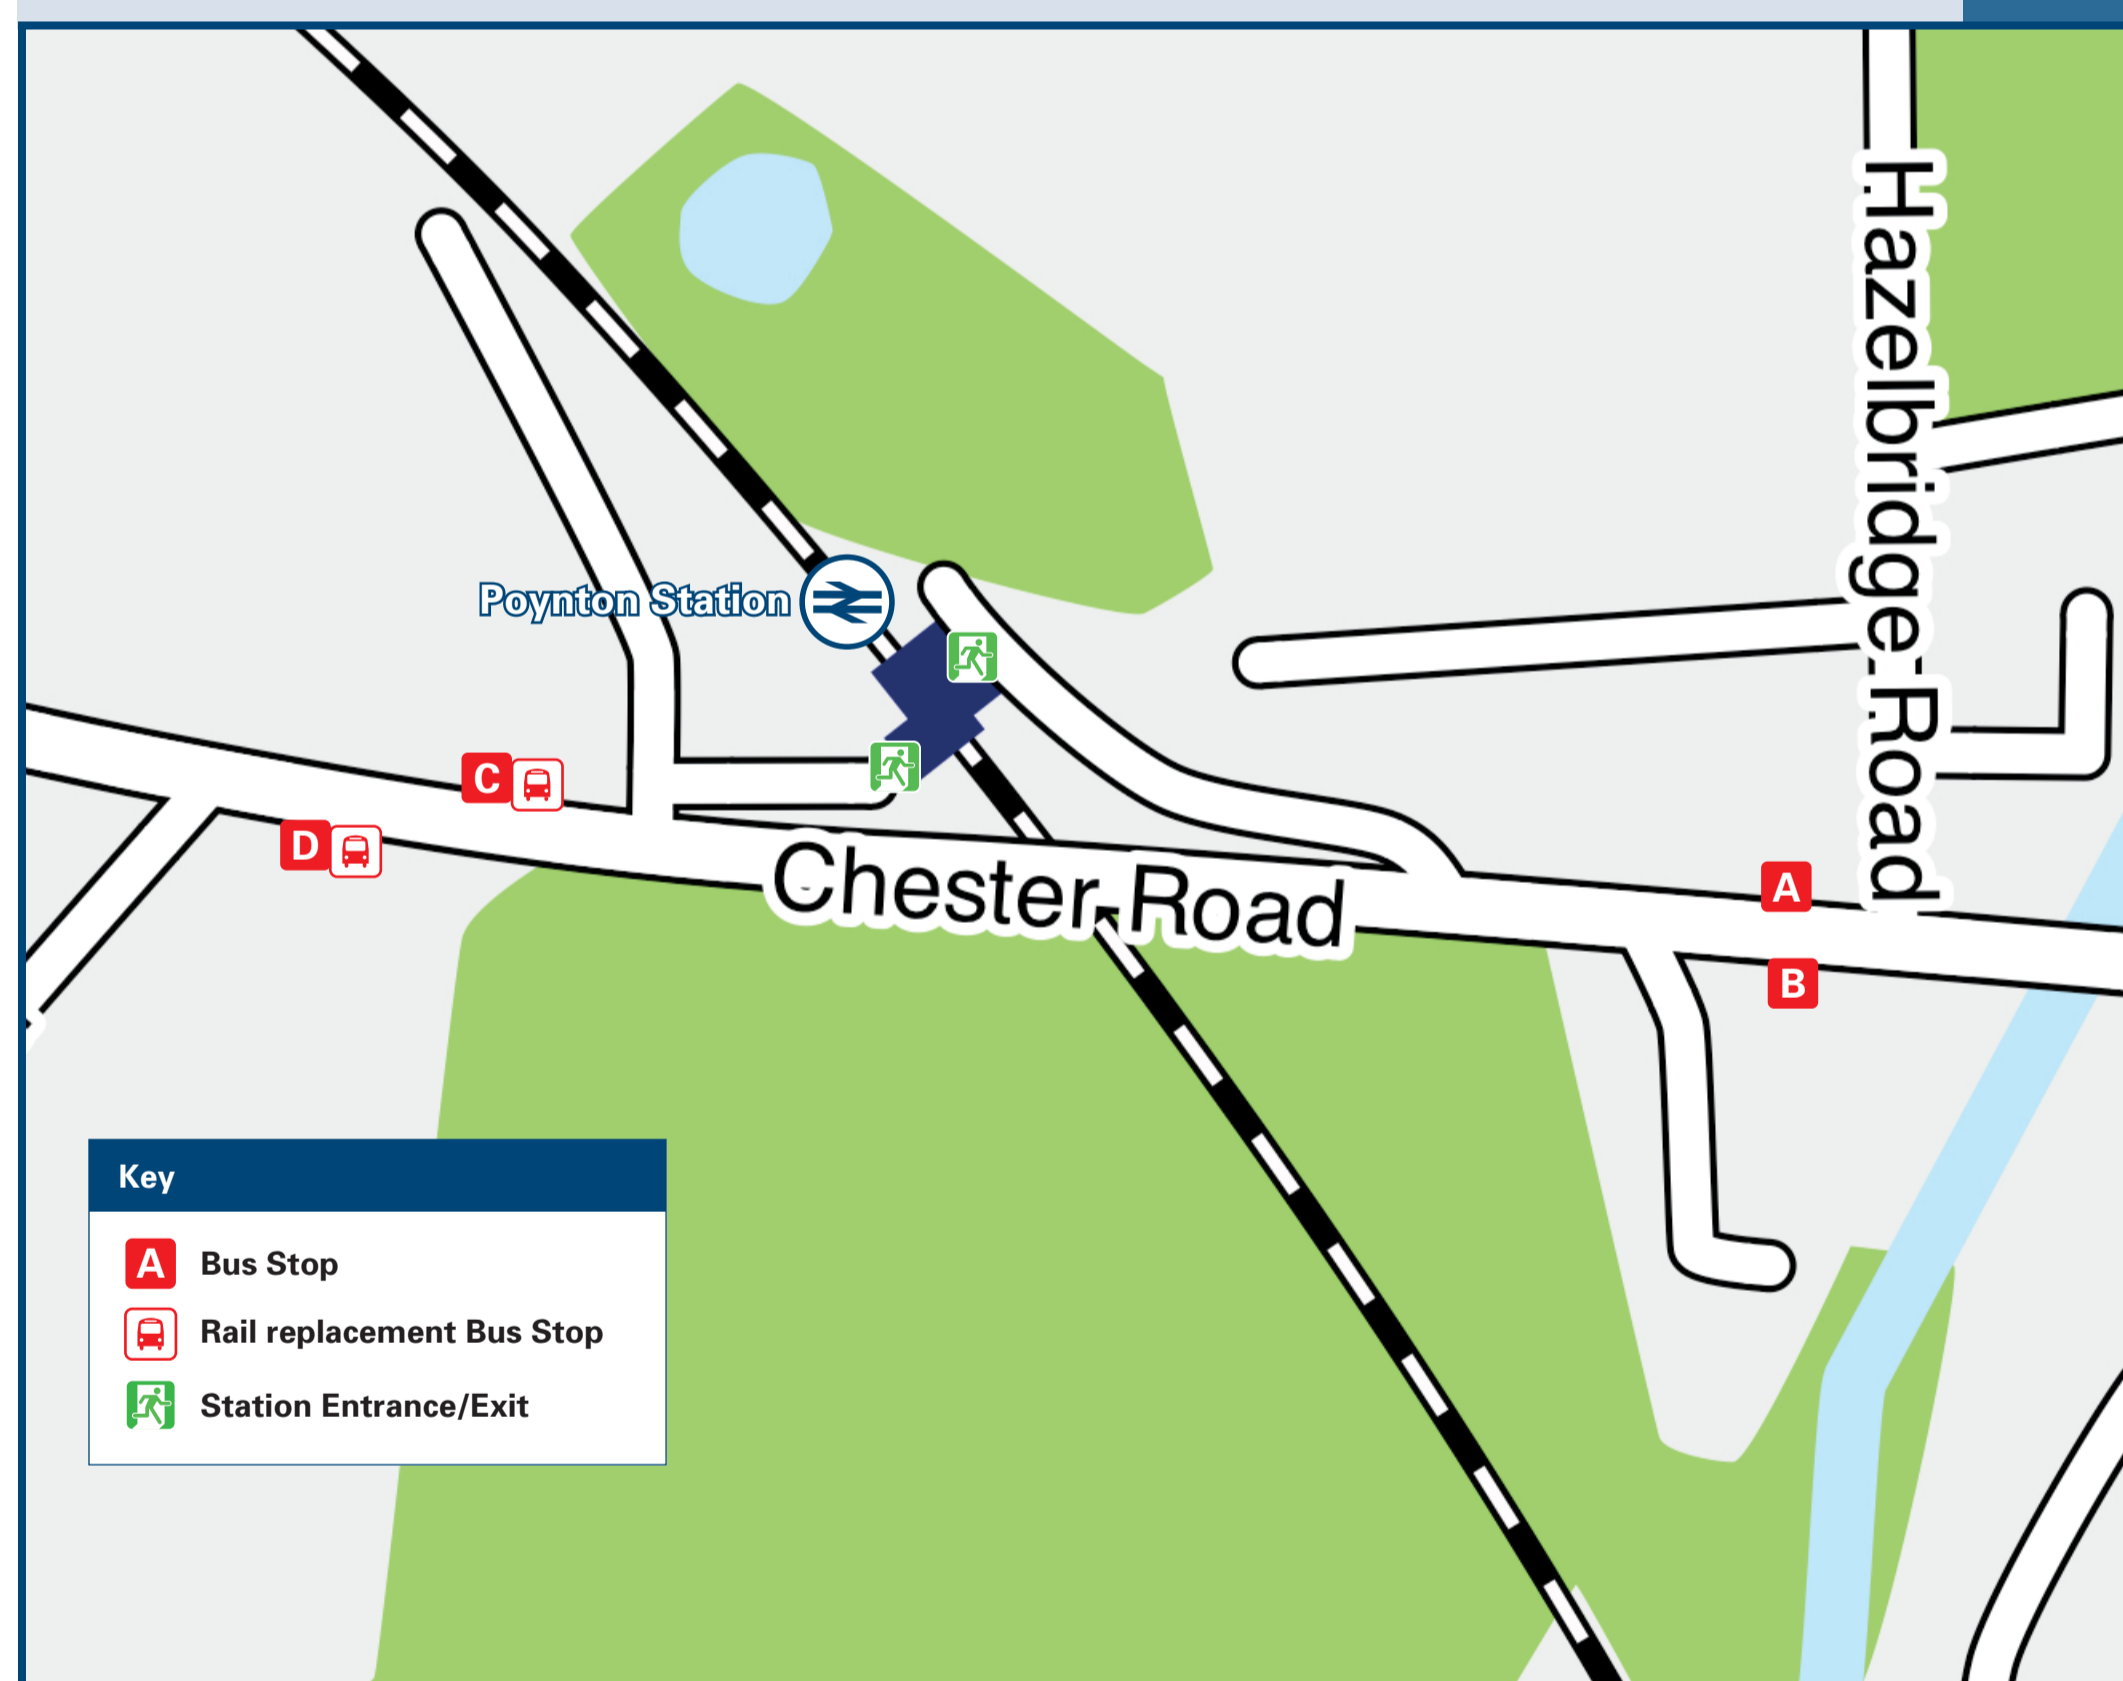 Hazelbridge Road
Poynton Station
C
D
Chester Road
A
B
Key
A Bus Stop
Rail replacement Bus Stop
Station Entrance/Exit